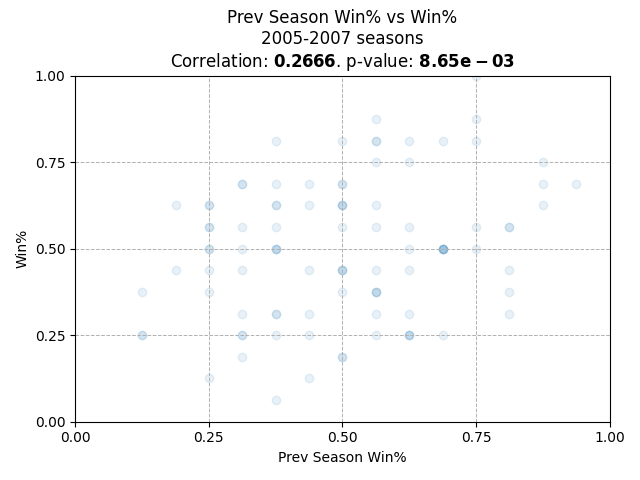 Prev Season Win% vs Win%
2005-2007 seasons
Correlation: 0.2666. p-value: 8.65e − 03
1.00
0.75
0.50
0.25
0.00
Win%
0.00 0.25 0.50 0.75 1.00
Prev Season Win%